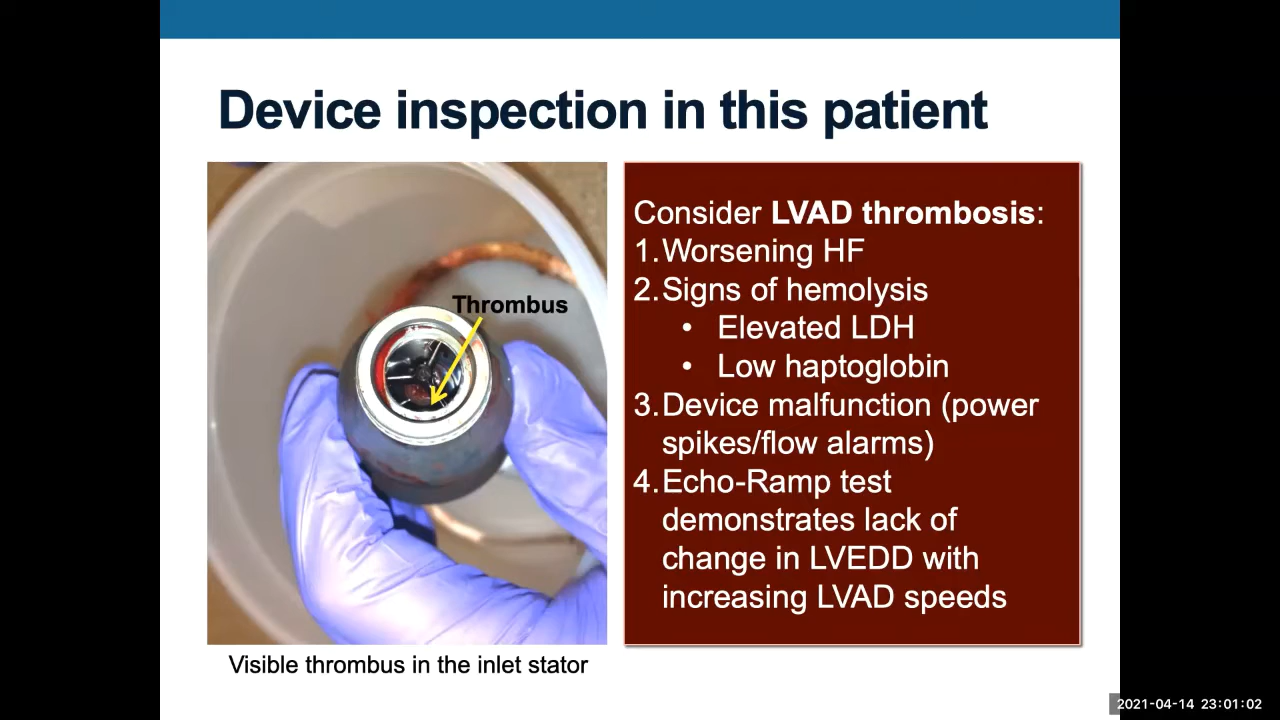 Device inspection in this patient
Thrombus
Visible thrombus in the inlet stator
Consider LVAD thrombosis:
1.Worsening HF
2.Signs of hemolysis
• Elevated LDH
• Low haptoglobin
3.Device malfunction (power
spikes/flow alarms)
4.Echo-Ramp test
demonstrates lack of
change in LVEDD with
increasing LVAD speeds
2021-04-14 23:01:02